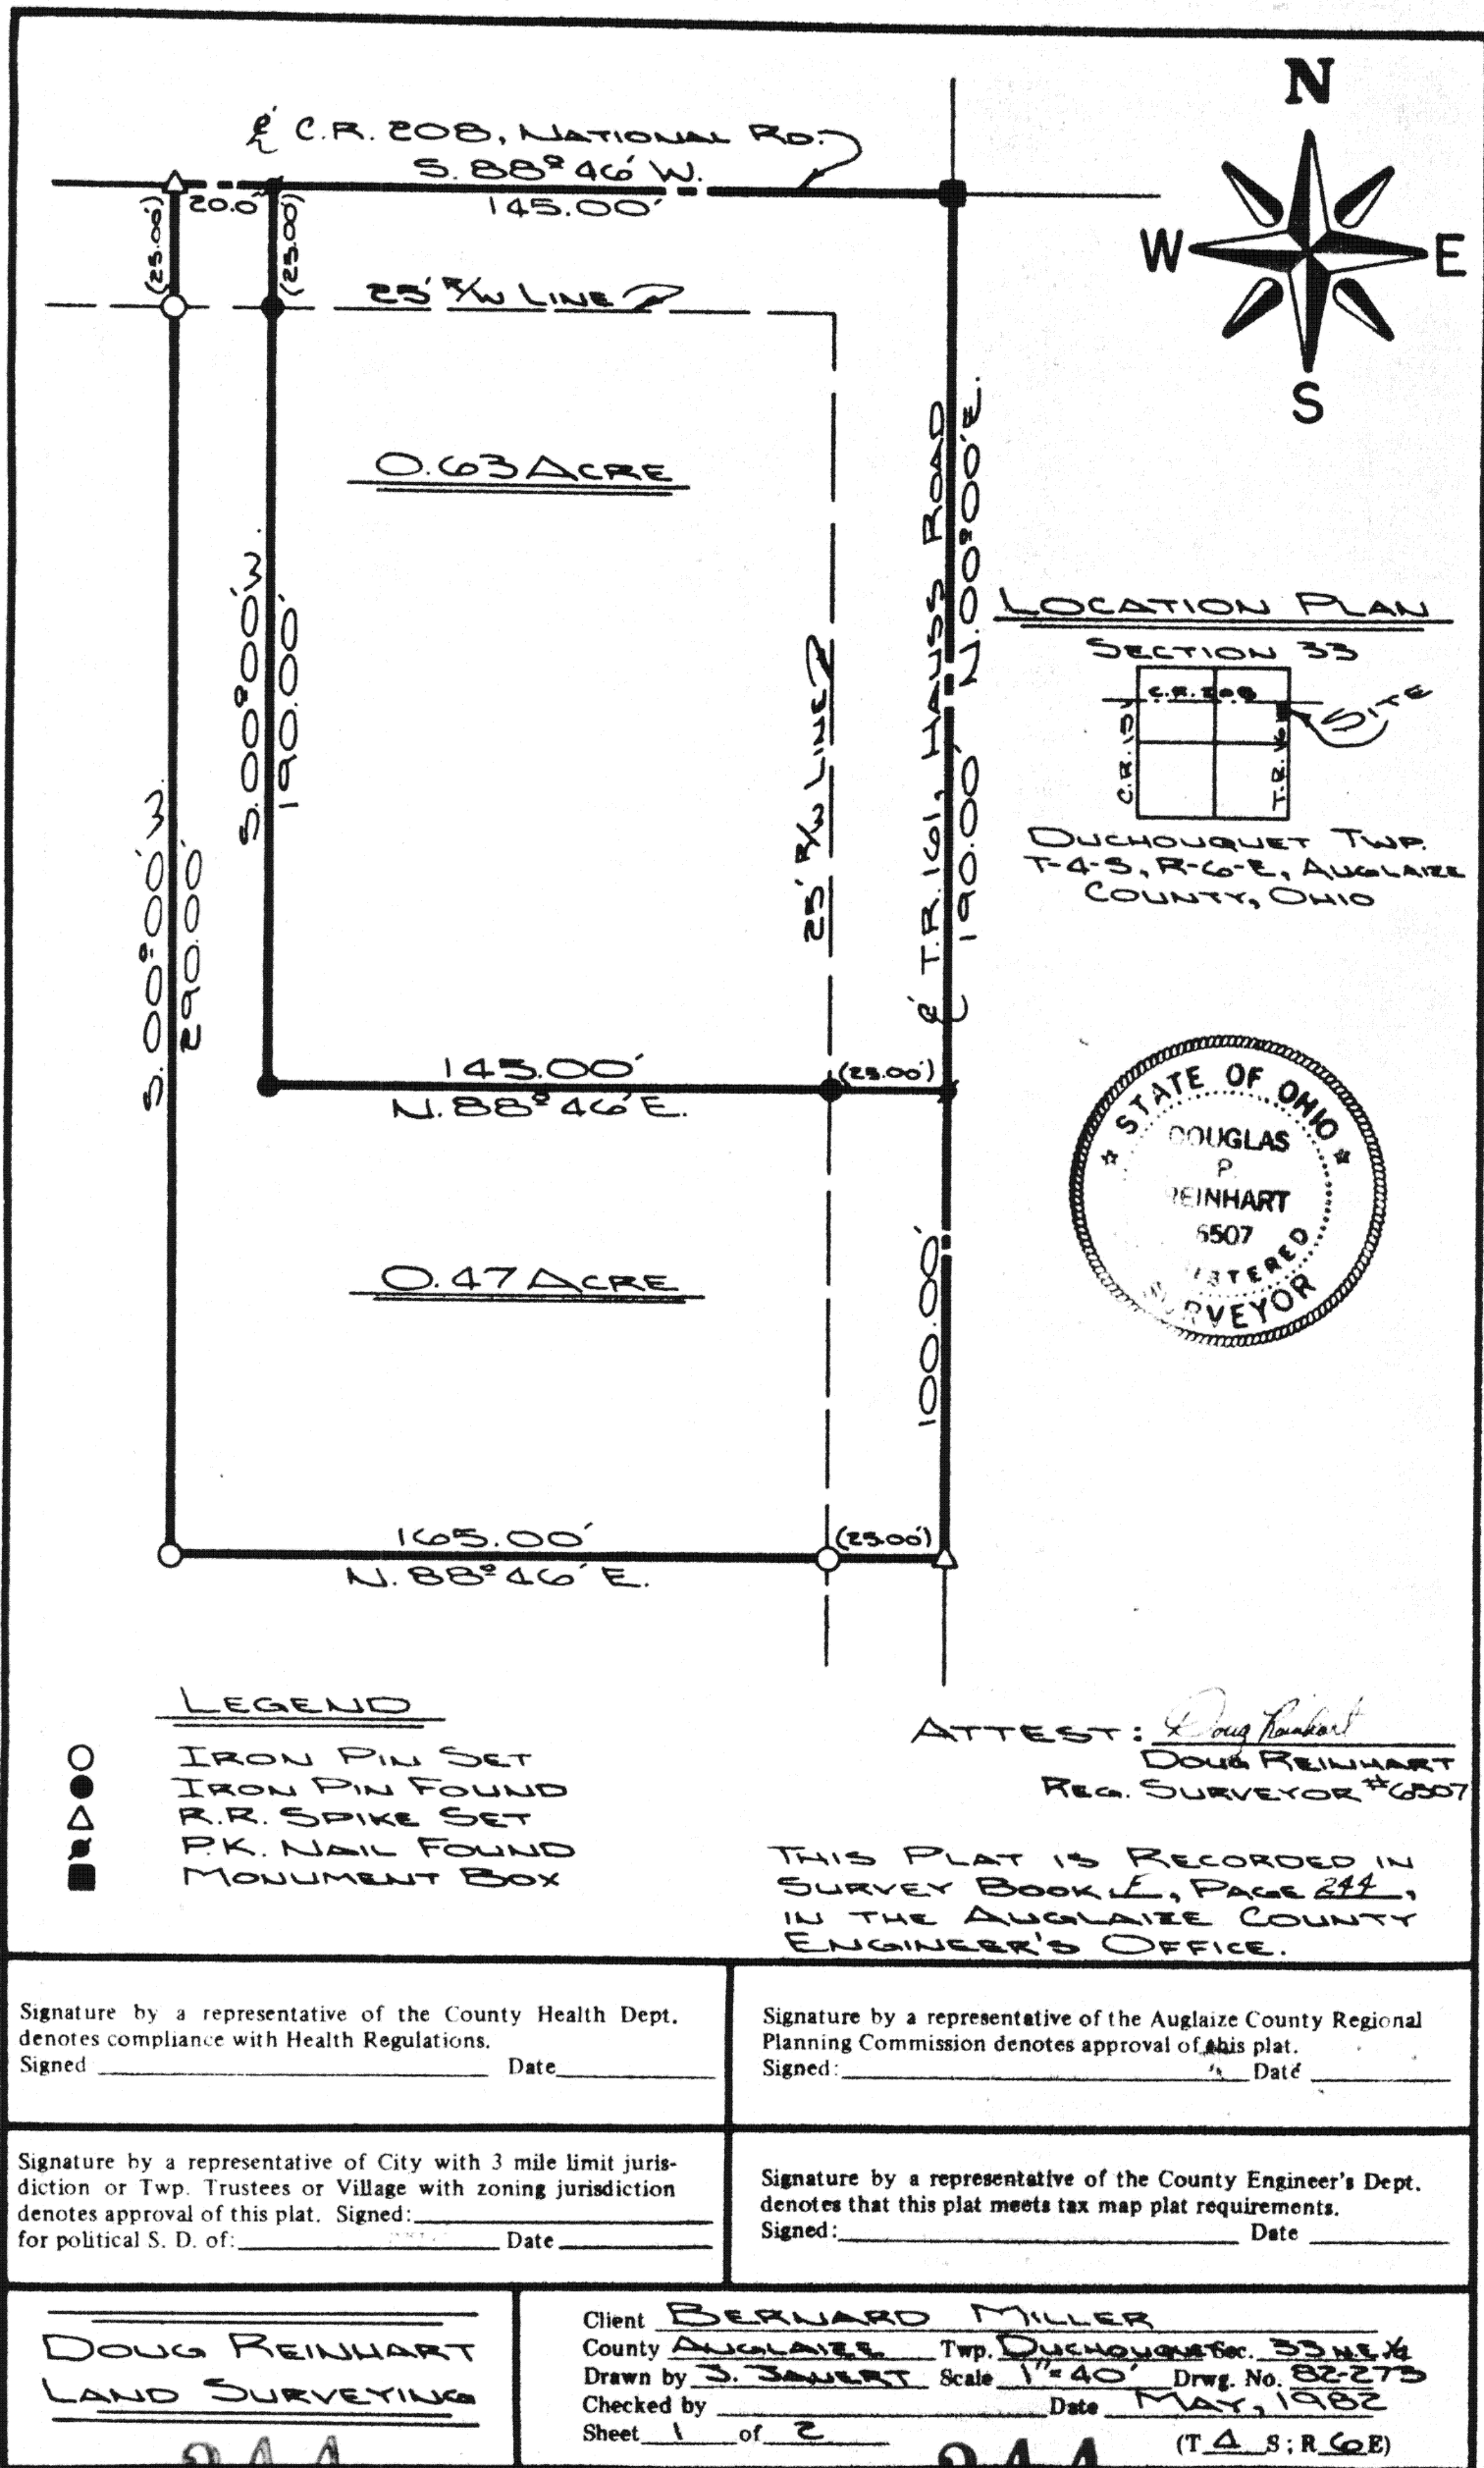 N
W E
S
℄ C.R. 208, NATIONAL RD.
S. 88° 46' W.
20.0 145.00'
(25.00')
(25.00')
25' R/W LINE
0.63 ACRE
S. 00° 00' W.
190.00'
S. 00° 00' W.
290.00'
25' R/W LINE
℄ T.R. 161, HAUSS ROAD
N. 00° 00' E.
190.00'
LOCATION PLAN
SECTION 33
C.R. 208
SITE
T.R. 161
DUCHOUQUET TWP.
T-4-S, R-6-E, AUGLAIZE
COUNTY, OHIO
145.00' (25.00')
N. 88° 46' E.
STATE OF OHIO
DOUGLAS
P.
REINHART
6507
REGISTERED
SURVEYOR
0.47 ACRE
100.00'
165.00' (25.00')
N. 88° 46' E.
LEGEND
IRON PIN SET
IRON PIN FOUND
R.R. SPIKE SET
P.K. NAIL FOUND
MONUMENT BOX
ATTEST: Doug Reinhart
DOUG REINHART
REG. SURVEYOR #6507
THIS PLAT IS RECORDED IN
SURVEY BOOK E, PAGE 244,
IN THE AUGLAIZE COUNTY
ENGINEER'S OFFICE.
Signature by a representative of the County Health Dept.
denotes compliance with Health Regulations.
Signed Date
Signature by a representative of the Auglaize County Regional
Planning Commission denotes approval of this plat.
Signed: Date
Signature by a representative of City with 3 mile limit juris-
diction or Twp. Trustees or Village with zoning jurisdiction
denotes approval of this plat. Signed:
for political S. D. of: Date
Signature by a representative of the County Engineer's Dept.
denotes that this plat meets tax map plat requirements.
Signed: Date
DOUG REINHART
LAND SURVEYING
Client BERNARD MILLER
County AUGLAIZE Twp. DUCHOUQUET Sec. 33 N.E. 1/4
Drawn by J. JANERT Scale 1"=40' Drwg. No. 82-273
Checked by Date MAY, 1982
Sheet 1 of 2
(T 4 S; R 6 E)
244 244